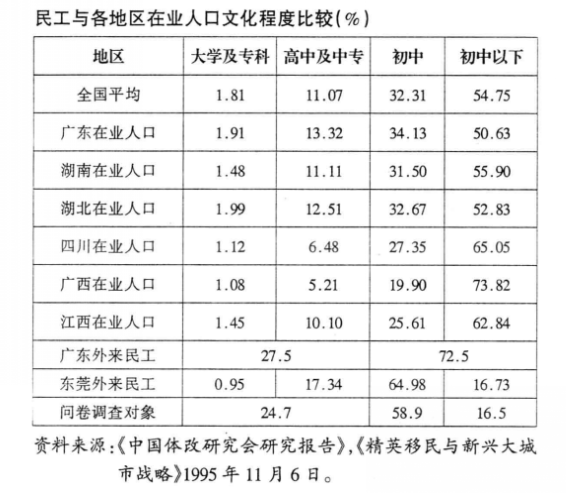 民工与各地区在业人口文化程度比较(%)
地区 大学及专科 高中及中专 初中 初中以下
全国平均 1.81 11.07 32.31 54.75
广东在业人口 1.91 13.32 34.13 50.63
湖南在业人口 1.48 11.11 31.50 55.90
湖北在业人口 1.99 12.51 32.67 52.83
四川在业人口 1.12 6.48 27.35 65.05
广西在业人口 1.08 5.21 19.90 73.82
江西在业人口 1.45 10.10 25.61 62.84
广东外来民工 27.5 72.5
东莞外来民工 0.95 17.34 64.98 16.73
问卷调查对象 24.7 58.9 16.5
资料来源:《中国体改研究会研究报告》,《精英移民与新兴大城
市战略》1995年11月6日。